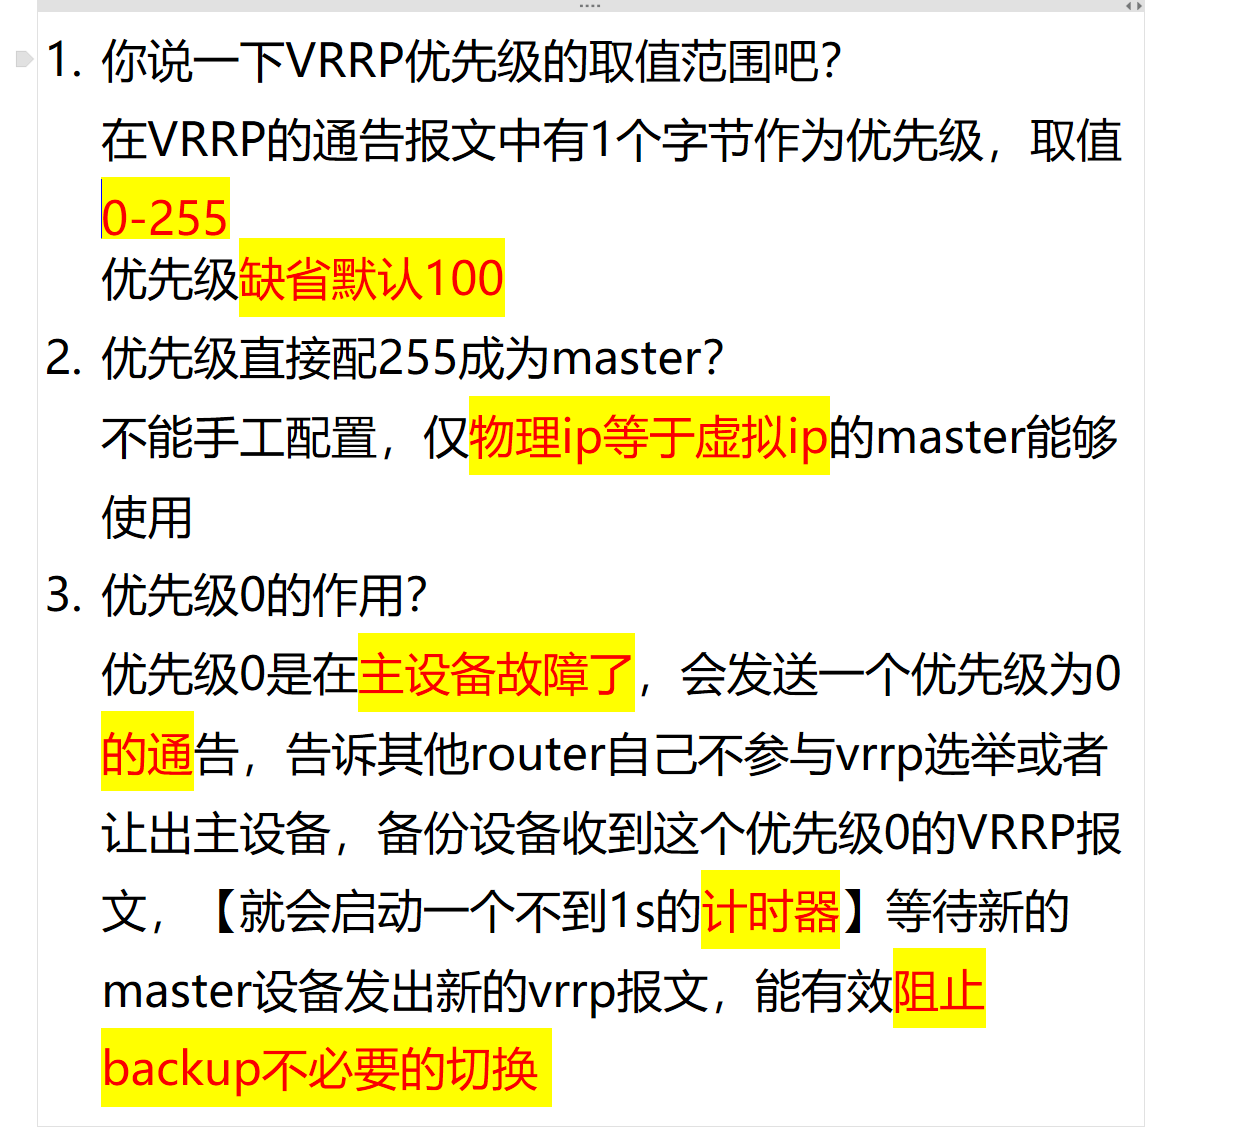 1. 你说一下VRRP优先级的取值范围吧？
在VRRP的通告报文中有1个字节作为优先级，取值
0-255
优先级缺省默认100
2. 优先级直接配255成为master？
不能手工配置，仅物理ip等于虚拟ip的master能够
使用
3. 优先级0的作用？
优先级0是在主设备故障了，会发送一个优先级为0
的通告，告诉其他router自己不参与vrrp选举或者
让出主设备，备份设备收到这个优先级0的VRRP报
文，【就会启动一个不到1s的计时器】等待新的
master设备发出新的vrrp报文，能有效阻止
backup不必要的切换